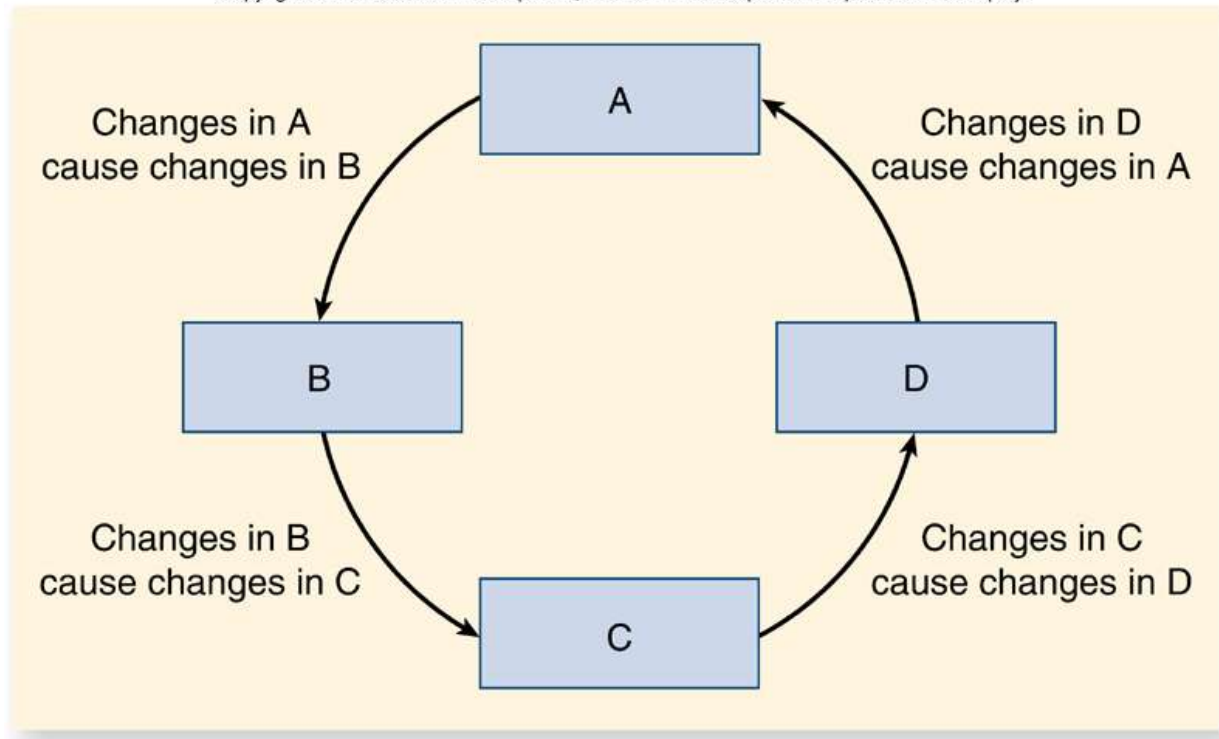 A
Changes in A
cause changes in B
Changes in D
cause changes in A
B
D
Changes in B
cause changes in C
Changes in C
cause changes in D
C